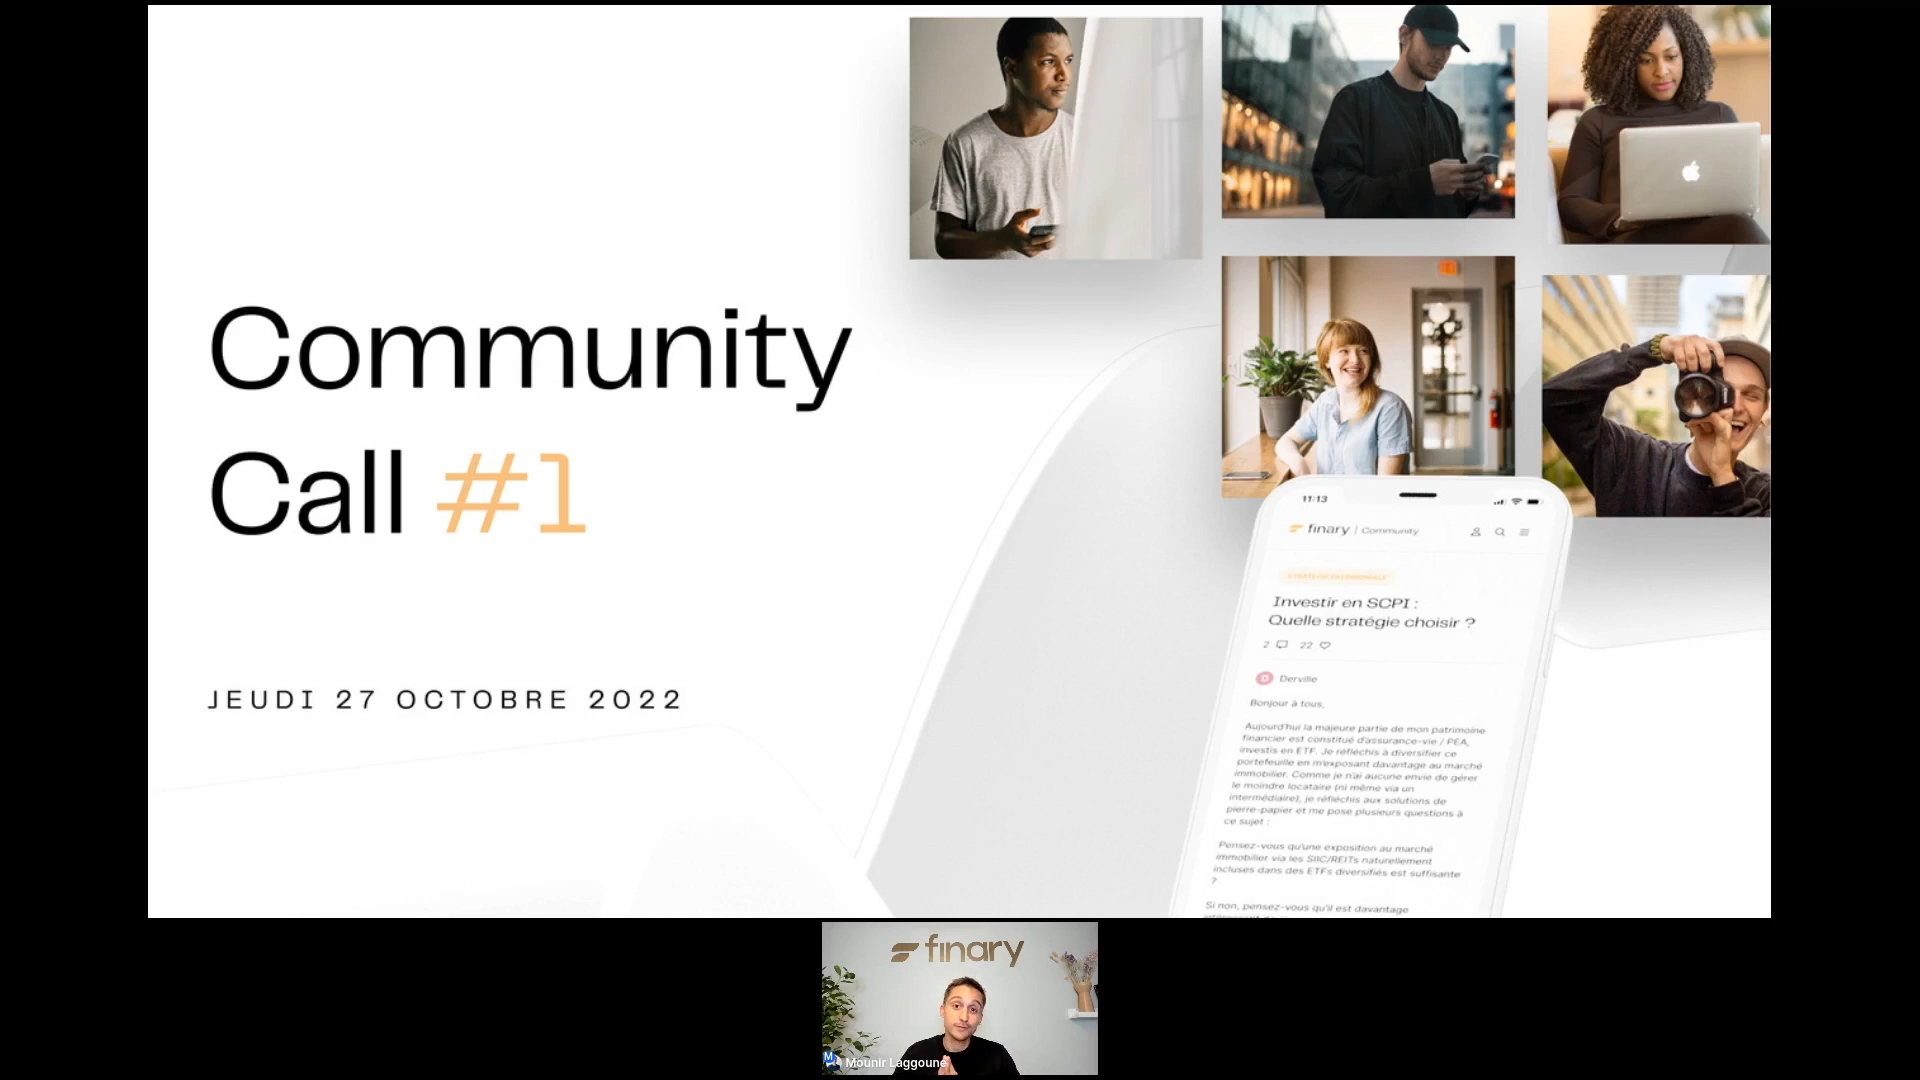 Community
Call #1
JEUDI 27 OCTOBRE 2022
11:13
finary | Community
STRATÉGIE PATRIMONIALE
Investir en SCPI :
Quelle stratégie choisir ?
2 22
D Derville
Bonjour à tous,
Aujourd'hui la majeure partie de mon patrimoine
financier est constitué d'assurance-vie / PEA,
investis en ETF. Je réfléchis à diversifier ce
portefeuille en m'exposant davantage au marché
immobilier. Comme je n'ai aucune envie de gérer
le moindre locataire (ni même via un
intermédiaire), je réfléchis aux solutions de
pierre-papier et me pose plusieurs questions à
ce sujet :
Pensez-vous qu'une exposition au marché
immobilier via les SIIC/REITs naturellement
incluses dans des ETFs diversifiés est suffisante
?
Si non, pensez-vous qu'il est davantage
finary
M Mounir Laggoune